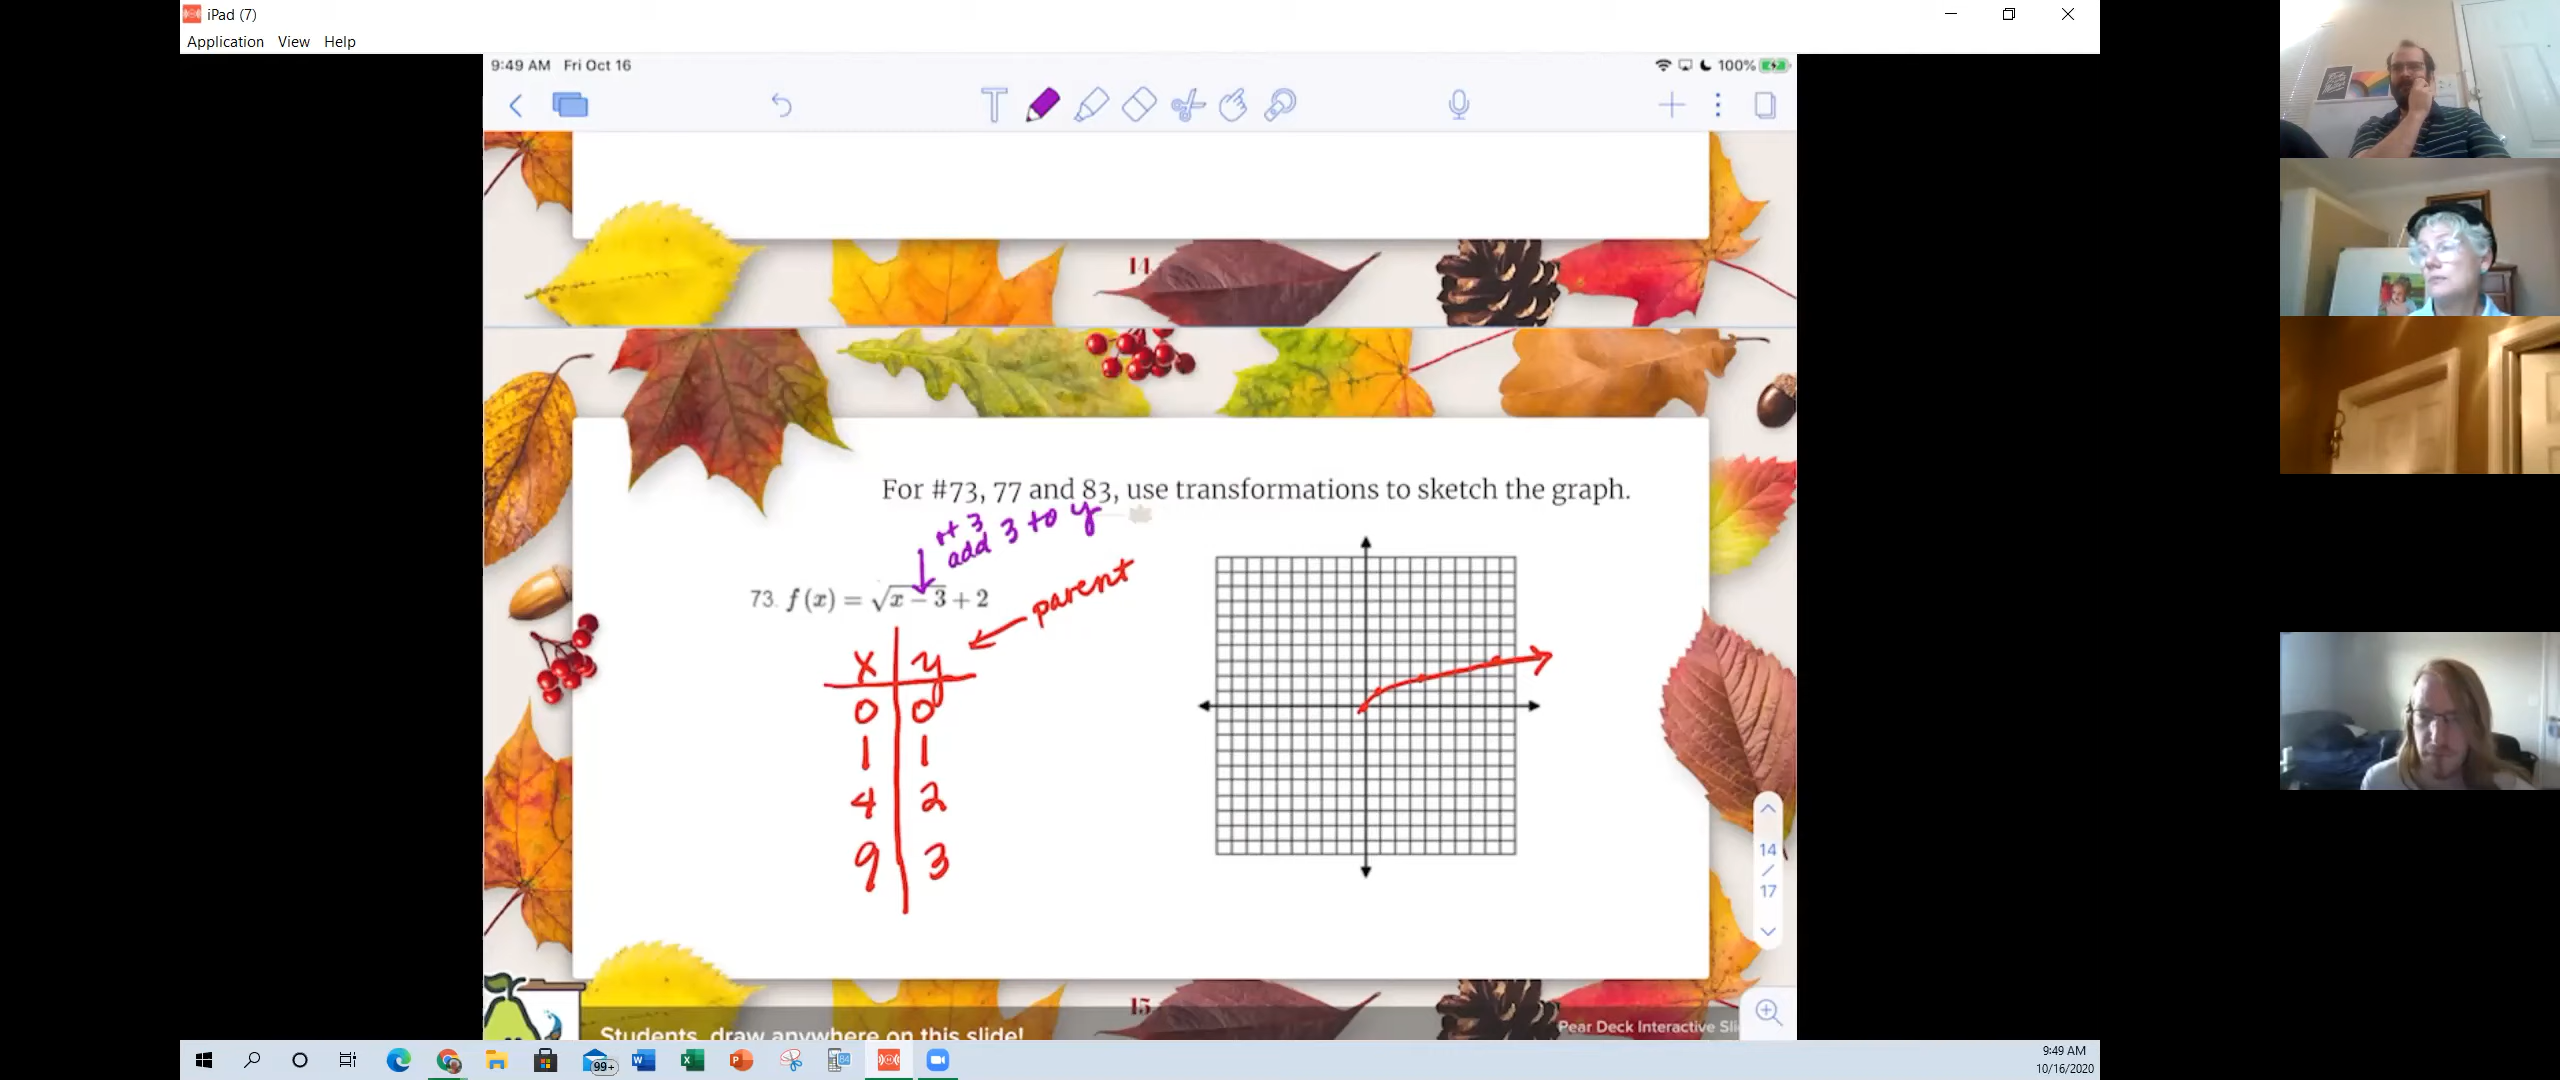 iPad (7)
Application View Help
9:49 AM Fri Oct 16
100%
T
14
For #73, 77 and 83, use transformations to sketch the graph.
rt 3
add 3 to y
73. f(x) = √(x − 3) + 2
parent
x y
0 0
1 1
4 2
9 3
14
/
17
15
Students, draw anywhere on this slide!
Pear Deck Interactive Sli
99+
84
9:49 AM
10/16/2020